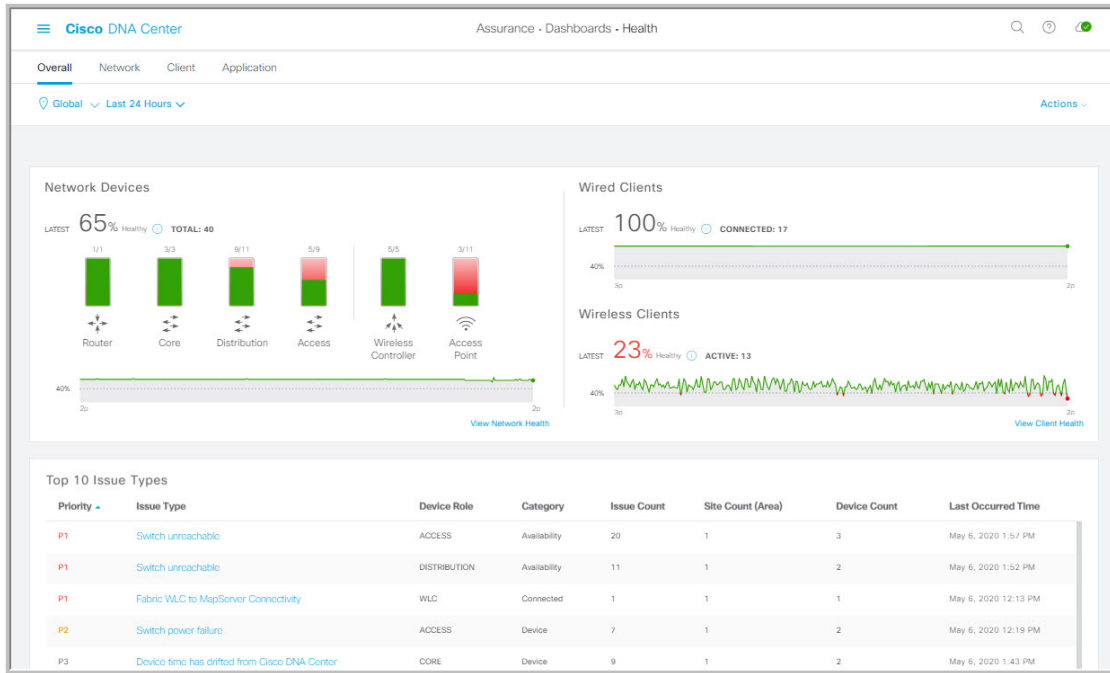 Cisco DNA Center
Assurance · Dashboards · Health
Overall Network Client Application
Global Last 24 Hours
Actions
Network Devices
LATEST 65% Healthy TOTAL: 40
1/1 3/3 9/11 5/9 5/5 3/11
Router Core Distribution Access Wireless Controller Access Point
40%
2p 2p
View Network Health
Wired Clients
LATEST 100% Healthy CONNECTED: 17
40%
3p 2p
Wireless Clients
LATEST 23% Healthy ACTIVE: 13
40%
3p 2p
View Client Health
Top 10 Issue Types
Priority Issue Type Device Role Category Issue Count Site Count (Area) Device Count Last Occurred Time
P1 Switch unreachable ACCESS Availability 20 1 3 May 6, 2020 1:57 PM
P1 Switch unreachable DISTRIBUTION Availability 11 1 2 May 6, 2020 1:52 PM
P1 Fabric WLC to MapServer Connectivity WLC Connected 1 1 1 May 6, 2020 12:13 PM
P2 Switch power failure ACCESS Device 7 1 2 May 6, 2020 12:19 PM
P3 Device time has drifted from Cisco DNA Center CORE Device 9 1 2 May 6, 2020 1:43 PM